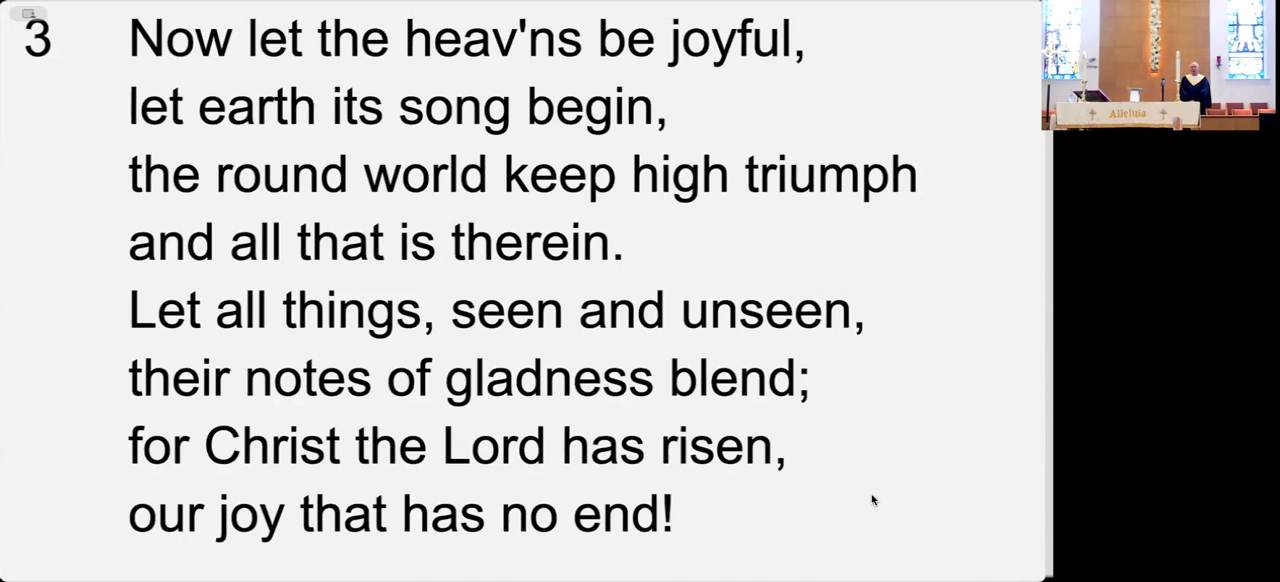 3 Now let the heav'ns be joyful,
let earth its song begin,
the round world keep high triumph
and all that is therein.
Let all things, seen and unseen,
their notes of gladness blend;
for Christ the Lord has risen,
our joy that has no end!
Alleluia